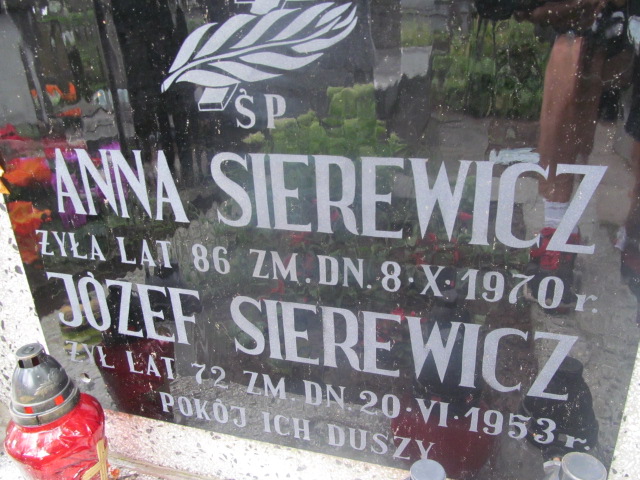 ŚP
ANNA SIEREWICZ
ŻYŁA LAT 86 ZM. DN. 8·X·1970 r.
JÓZEF SIEREWICZ
ŻYŁ LAT 72 ZM. DN 20·VI·1953 r.
POKÓJ ICH DUSZY